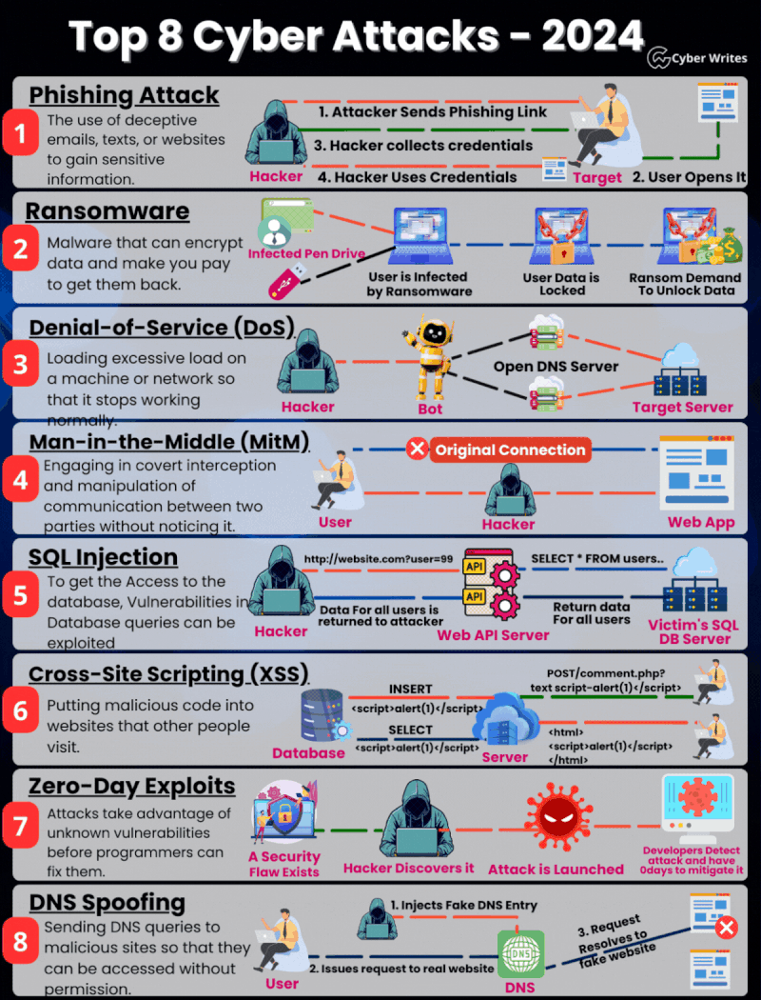 Top 8 Cyber Attacks - 2024
Cyber Writes
Phishing Attack
1
The use of deceptive
emails, texts, or websites
to gain sensitive
information.
1. Attacker Sends Phishing Link
3. Hacker collects credentials
4. Hacker Uses Credentials
Hacker
Target
2. User Opens It
Ransomware
2
Malware that can encrypt
data and make you pay
to get them back.
Infected Pen Drive
User is Infected
by Ransomware
User Data is
Locked
Ransom Demand
To Unlock Data
Denial-of-Service (DoS)
3
Loading excessive load on
a machine or network so
that it stops working
normally.
Hacker
Bot
Open DNS Server
Target Server
Man-in-the-Middle (MitM)
4
Engaging in covert interception
and manipulation of
communication between two
parties without noticing it.
Original Connection
User
Hacker
Web App
SQL Injection
5
To get the Access to the
database, Vulnerabilities in
Database queries can be
exploited
Hacker
http://website.com?user=99
Data For all users is
returned to attacker
API
API
Web API Server
SELECT * FROM users..
Return data
For all users
Victim's SQL
DB Server
Cross-Site Scripting (XSS)
6
Putting malicious code into
websites that other people
visit.
Database
INSERT
<script>alert(1)</script>
SELECT
<script>alert(1)</script>
Server
POST/comment.php?
text script-alert(1)</script>
<html>
<script>alert(1)</script>
</html>
Zero-Day Exploits
7
Attacks take advantage of
unknown vulnerabilities
before programmers can
fix them.
A Security
Flaw Exists
Hacker Discovers it
Attack is Launched
Developers Detect
attack and have
0days to mitigate it
DNS Spoofing
8
Sending DNS queries to
malicious sites so that they
can be accessed without
permission.
User
1. Injects Fake DNS Entry
2. Issues request to real website
DNS
DNS
3. Request
Resolves to
fake website